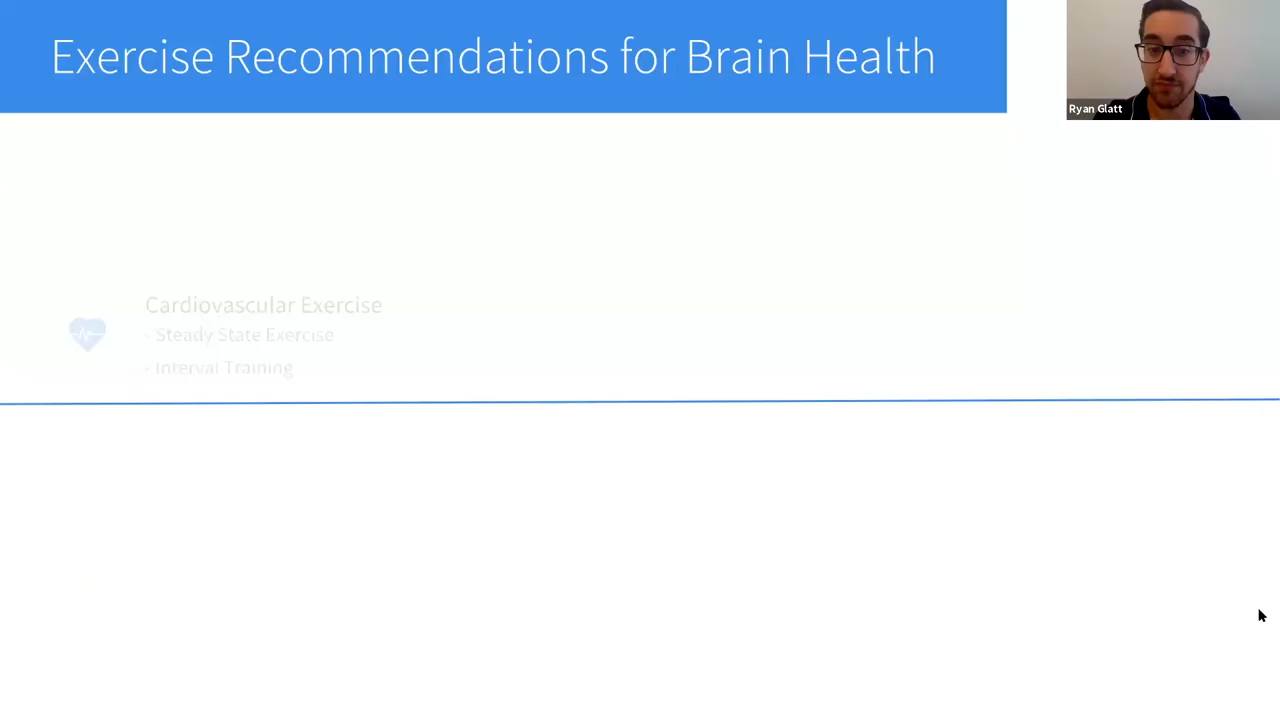 Exercise Recommendations for Brain Health
Ryan Glatt
Cardiovascular Exercise
- Steady State Exercise
- Interval Training